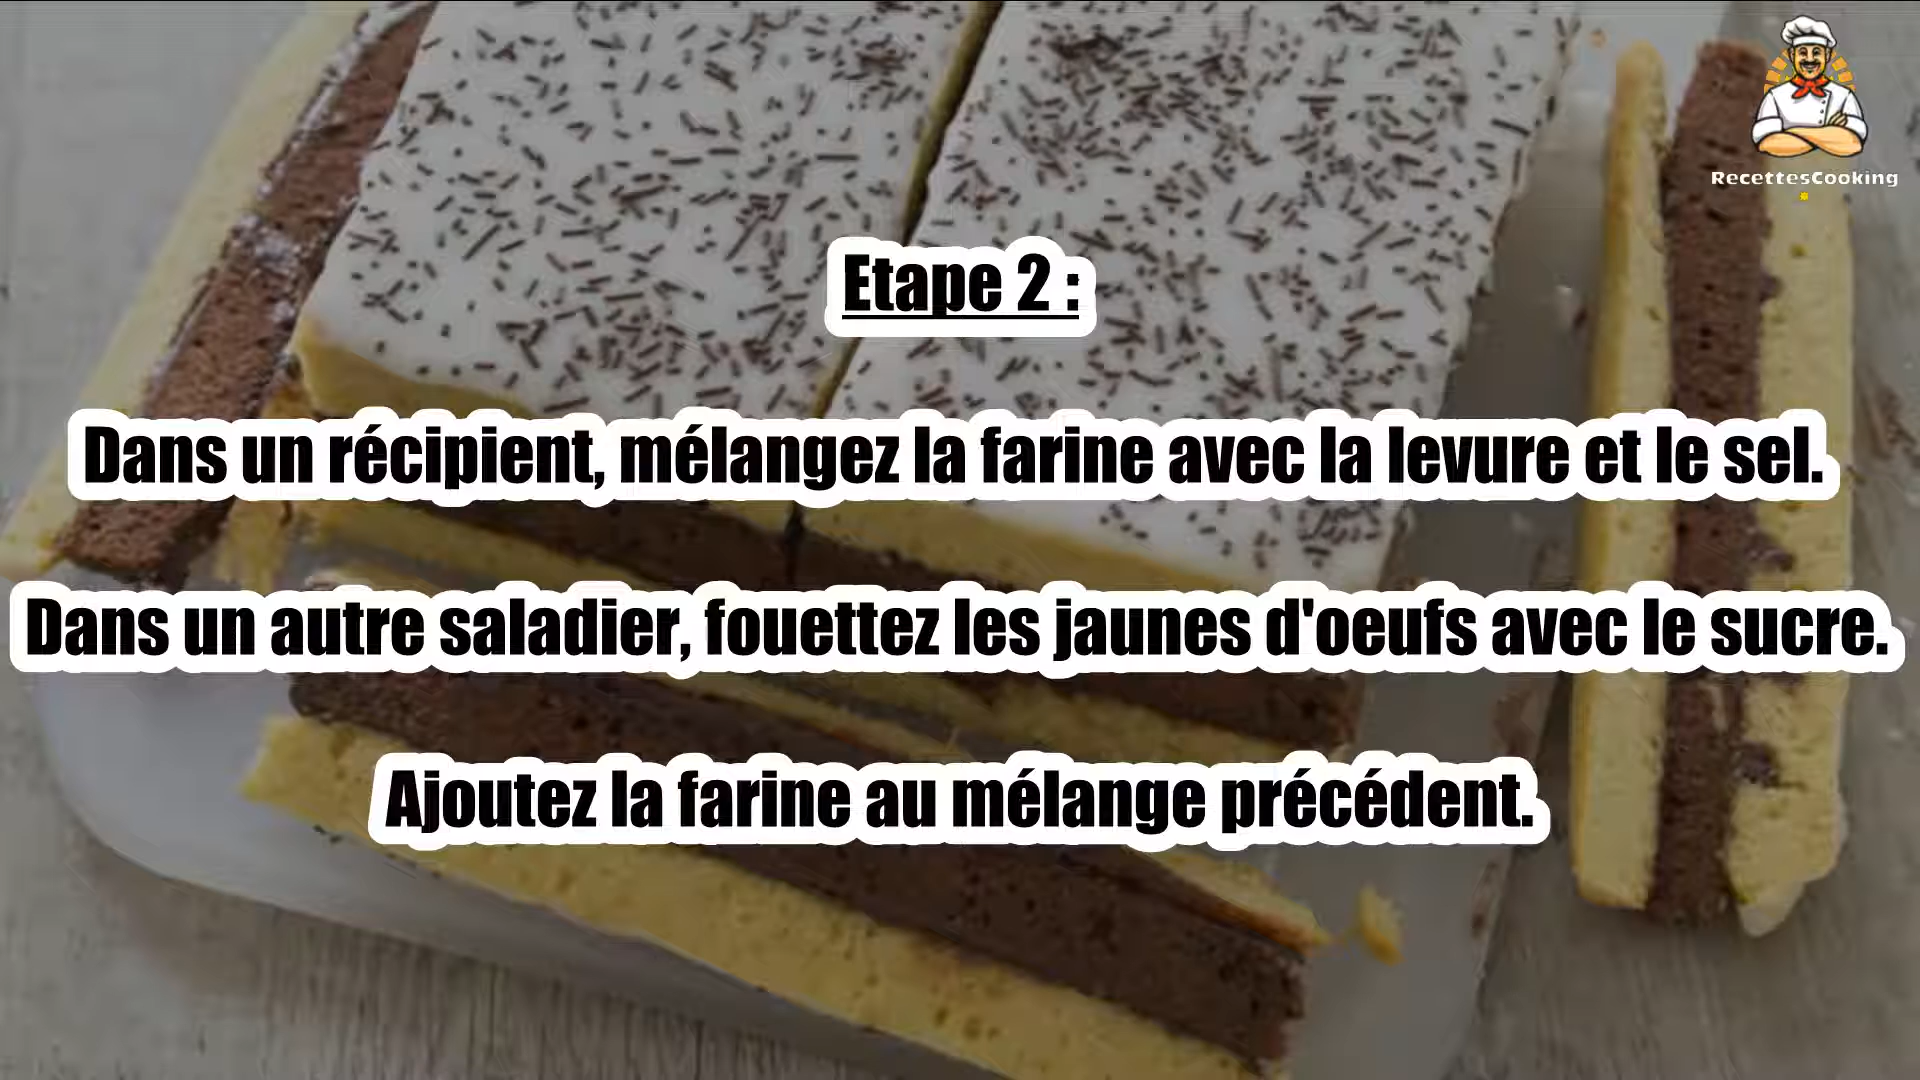 RecettesCooking
Etape 2 :
Dans un récipient, mélangez la farine avec la levure et le sel.
Dans un autre saladier, fouettez les jaunes d'oeufs avec le sucre.
Ajoutez la farine au mélange précédent.